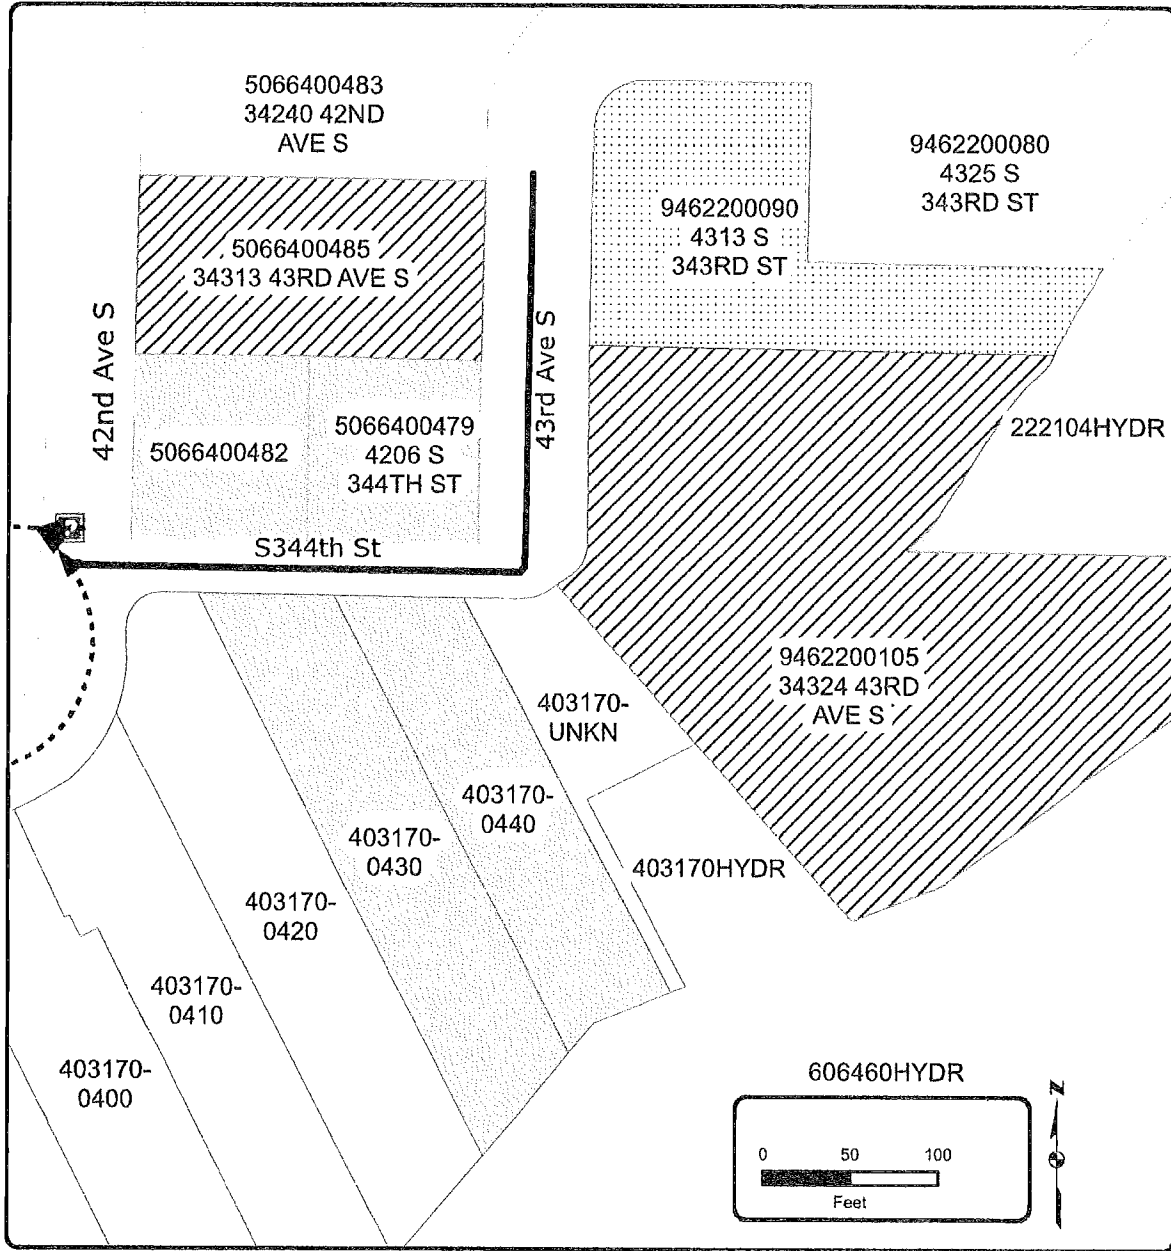 5066400483
34240 42ND
AVE S
9462200080
4325 S
343RD ST
9462200090
4313 S
343RD ST
5066400485
34313 43RD AVE S
42nd Ave S
43rd Ave S
5066400482
5066400479
4206 S
344TH ST
222104HYDR
S344th St
9462200105
34324 43RD
AVE S
403170-
UNKN
403170-
0440
403170-
0430
403170HYDR
403170-
0420
403170-
0410
403170-
0400
606460HYDR
0 50 100
Feet
N